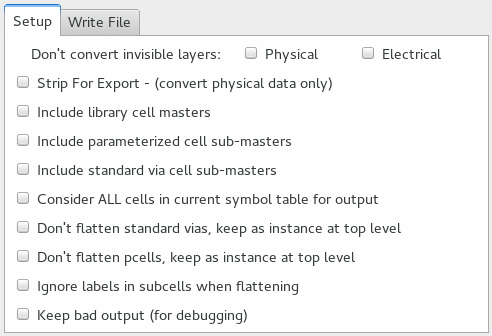 Setup Write File
Don't convert invisible layers: Physical Electrical
Strip For Export - (convert physical data only)
Include library cell masters
Include parameterized cell sub-masters
Include standard via cell sub-masters
Consider ALL cells in current symbol table for output
Don't flatten standard vias, keep as instance at top level
Don't flatten pcells, keep as instance at top level
Ignore labels in subcells when flattening
Keep bad output (for debugging)